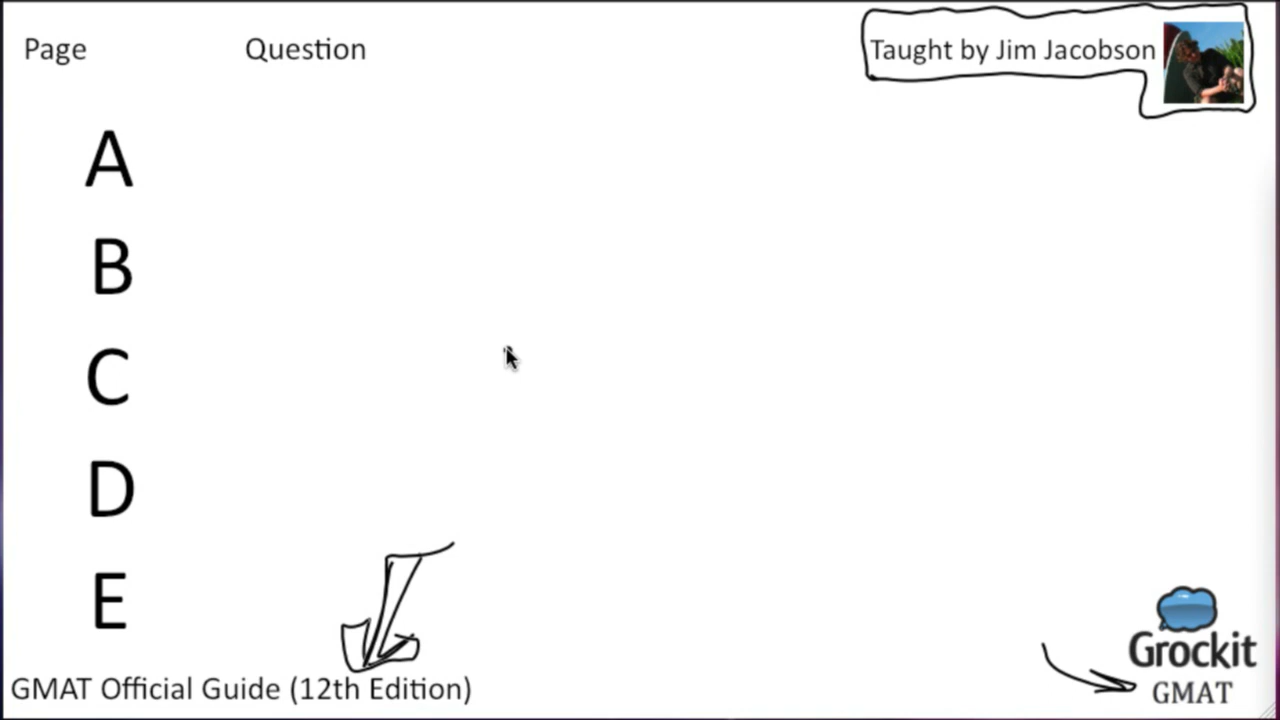 Page Question Taught by Jim Jacobson
A
B
C
D
E
Grockit
GMAT
GMAT Official Guide (12th Edition)